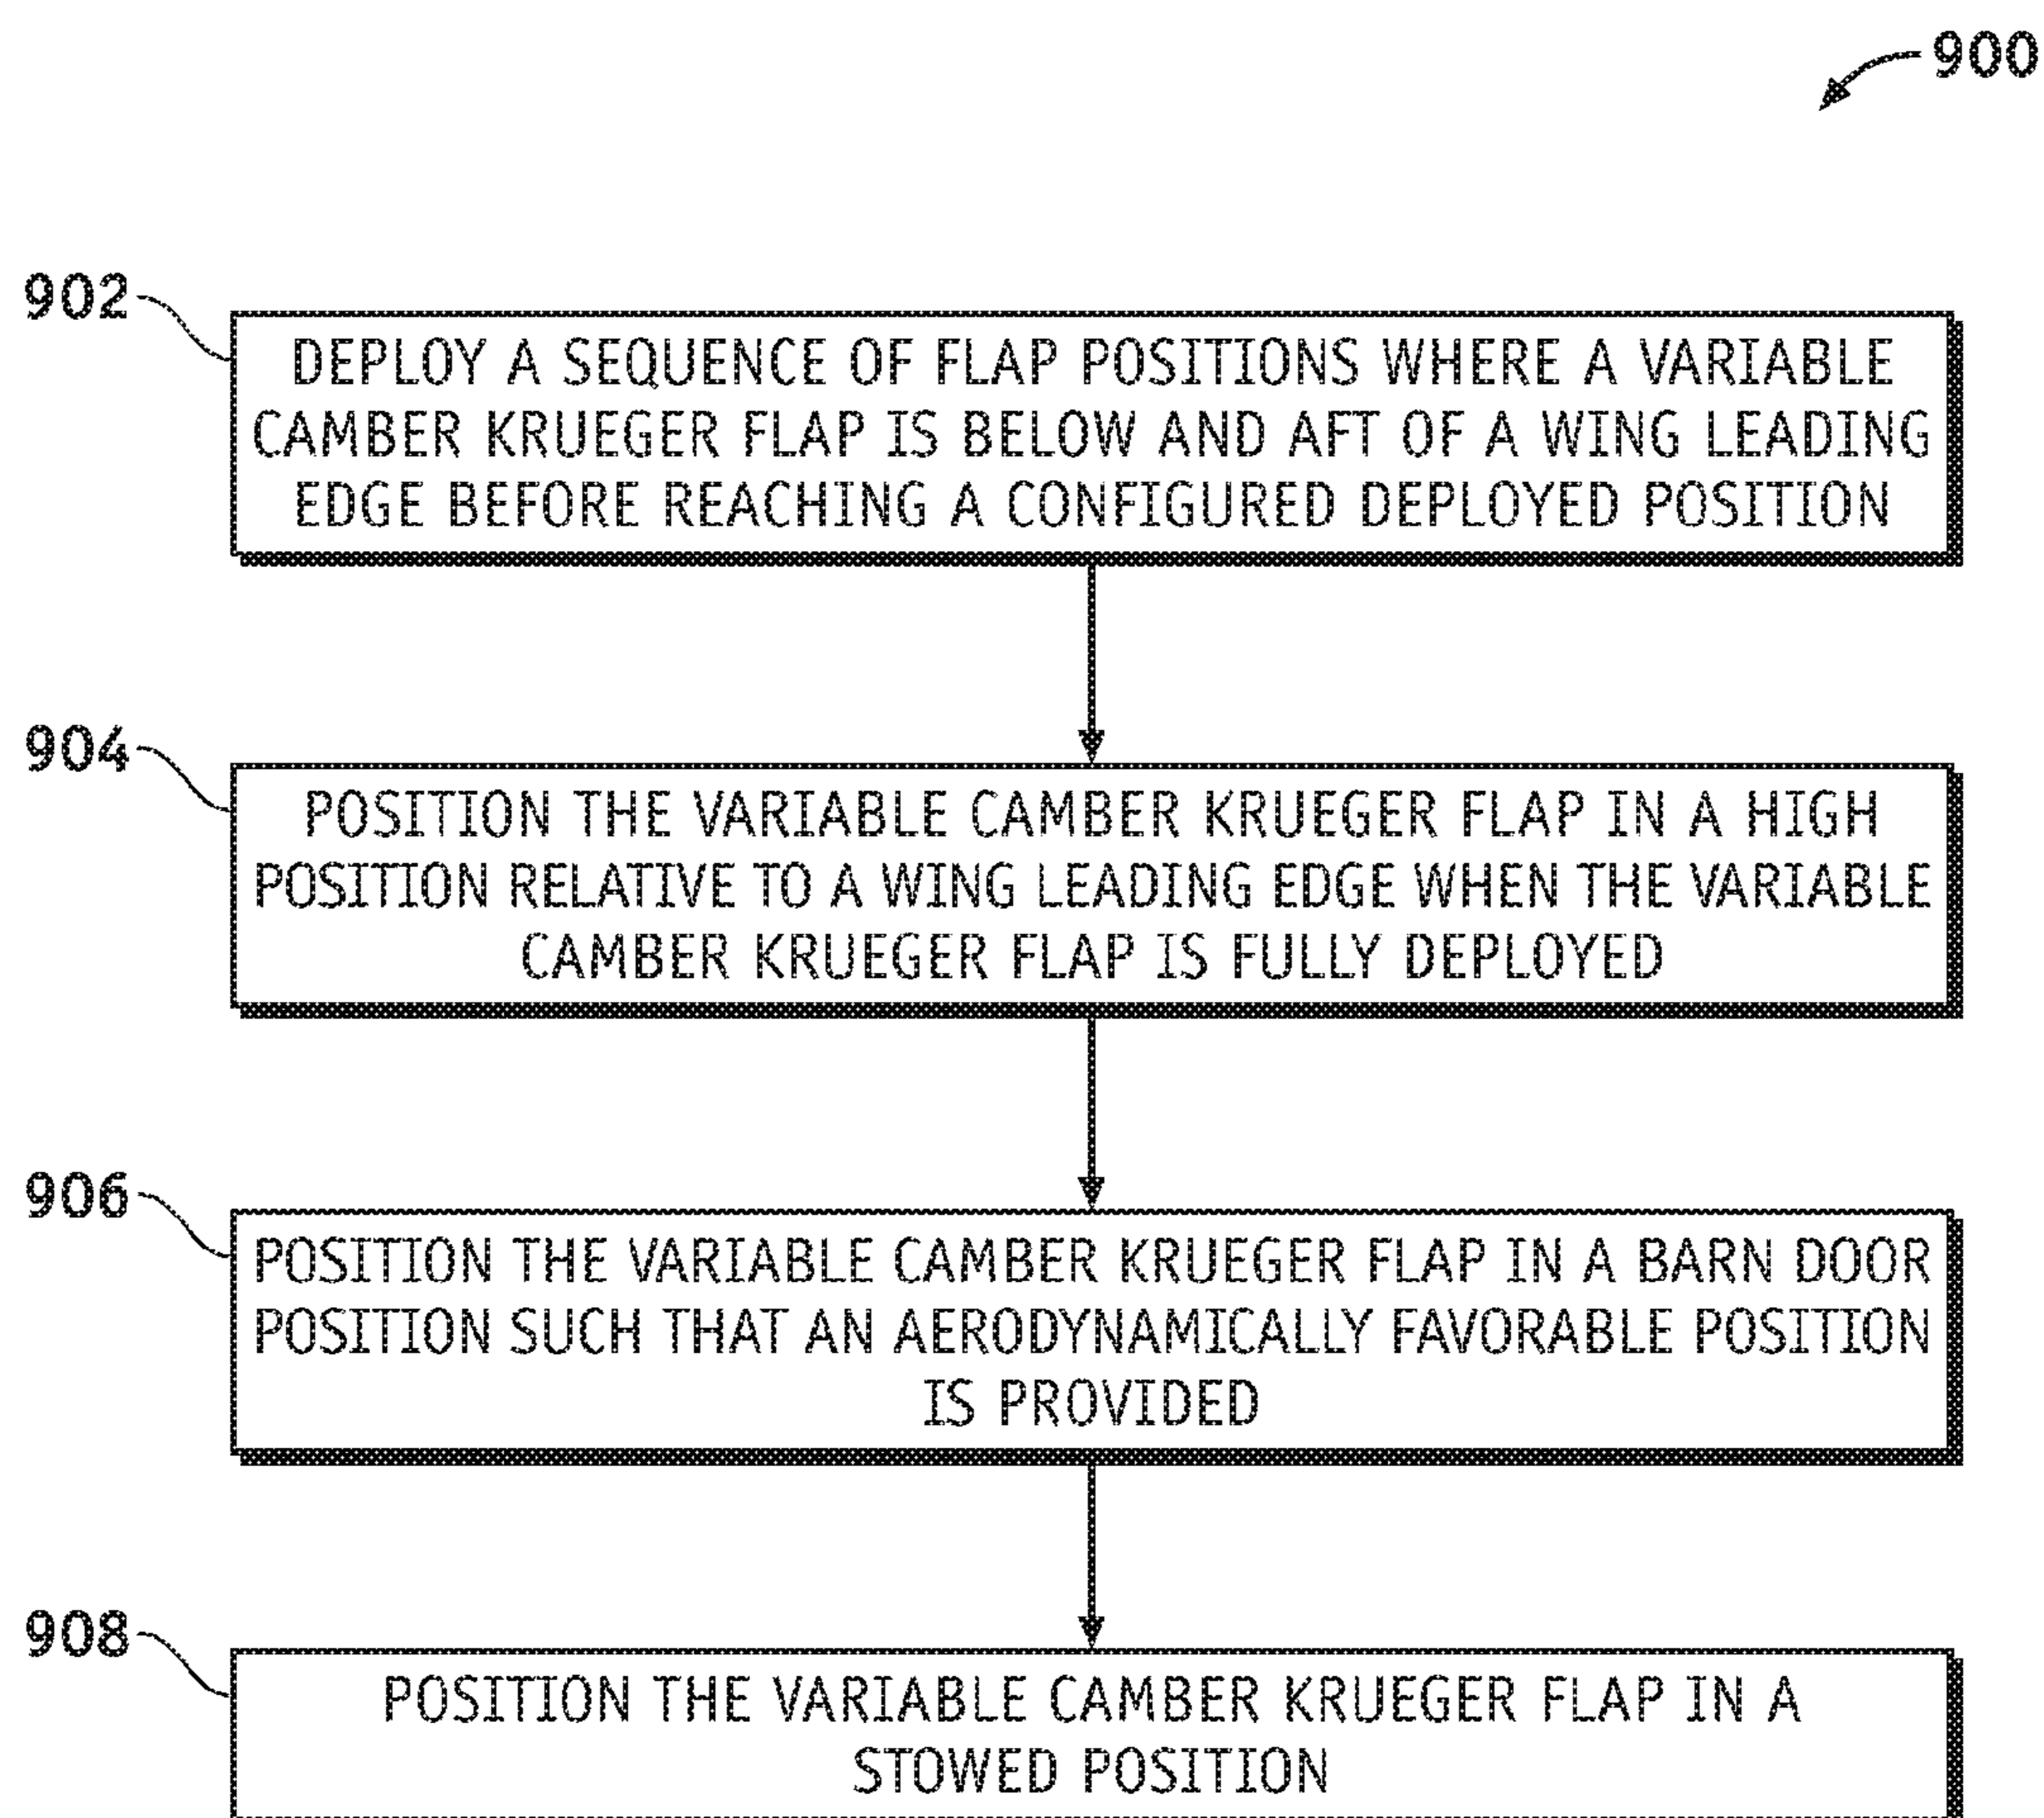 900
902
DEPLOY A SEQUENCE OF FLAP POSITIONS WHERE A VARIABLE
CAMBER KRUEGER FLAP IS BELOW AND AFT OF A WING LEADING
EDGE BEFORE REACHING A CONFIGURED DEPLOYED POSITION
904
POSITION THE VARIABLE CAMBER KRUEGER FLAP IN A HIGH
POSITION RELATIVE TO A WING LEADING EDGE WHEN THE VARIABLE
CAMBER KRUEGER FLAP IS FULLY DEPLOYED
906
POSITION THE VARIABLE CAMBER KRUEGER FLAP IN A BARN DOOR
POSITION SUCH THAT AN AERODYNAMICALLY FAVORABLE POSITION
IS PROVIDED
908
POSITION THE VARIABLE CAMBER KRUEGER FLAP IN A
STOWED POSITION